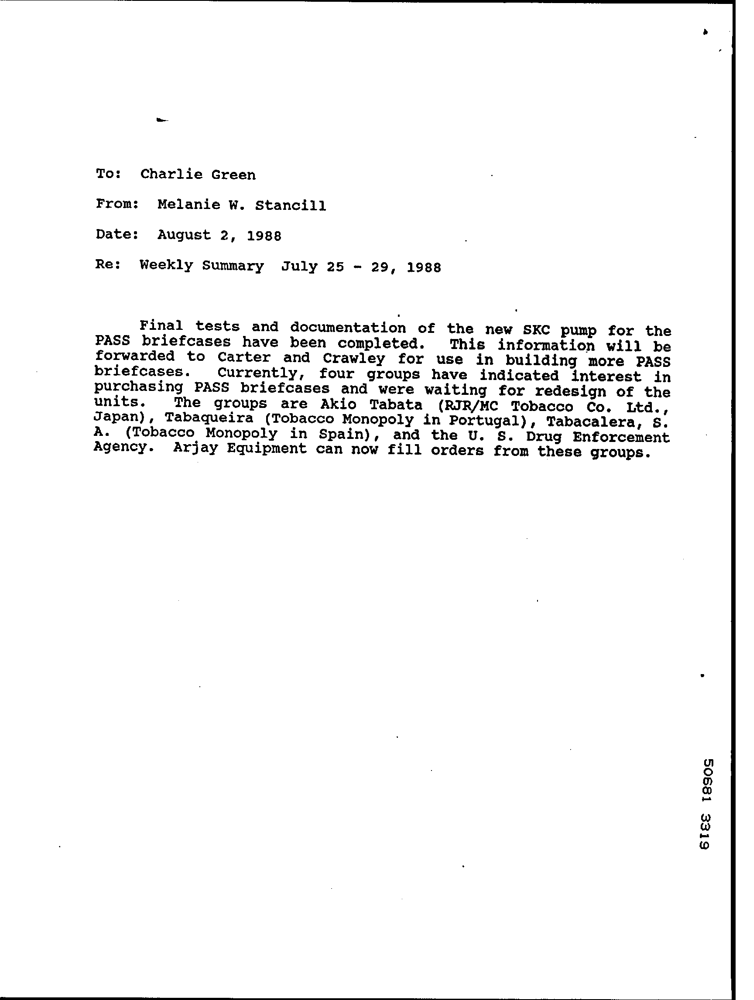 To: Charlie Green
From: Melanie W. Stancill
Date: August 2, 1988
Re: Weekly Summary July 25 - 29, 1988
Final tests and documentation of the new SKC pump for the
PASS briefcases have been completed. This information will be
forwarded to Carter and Crawley for use in building more PASS
briefcases. Currently, four groups have indicated interest in
purchasing PASS briefcases and were waiting for redesign of the
units. The groups are Akio Tabata (RJR/MC Tobacco Co. Ltd.,
Japan), Tabaqueira (Tobacco Monopoly in Portugal), Tabacalera, S.
A. (Tobacco Monopoly in Spain), and the U. S. Drug Enforcement
Agency. Arjay Equipment can now fill orders from these groups.
50681 3319